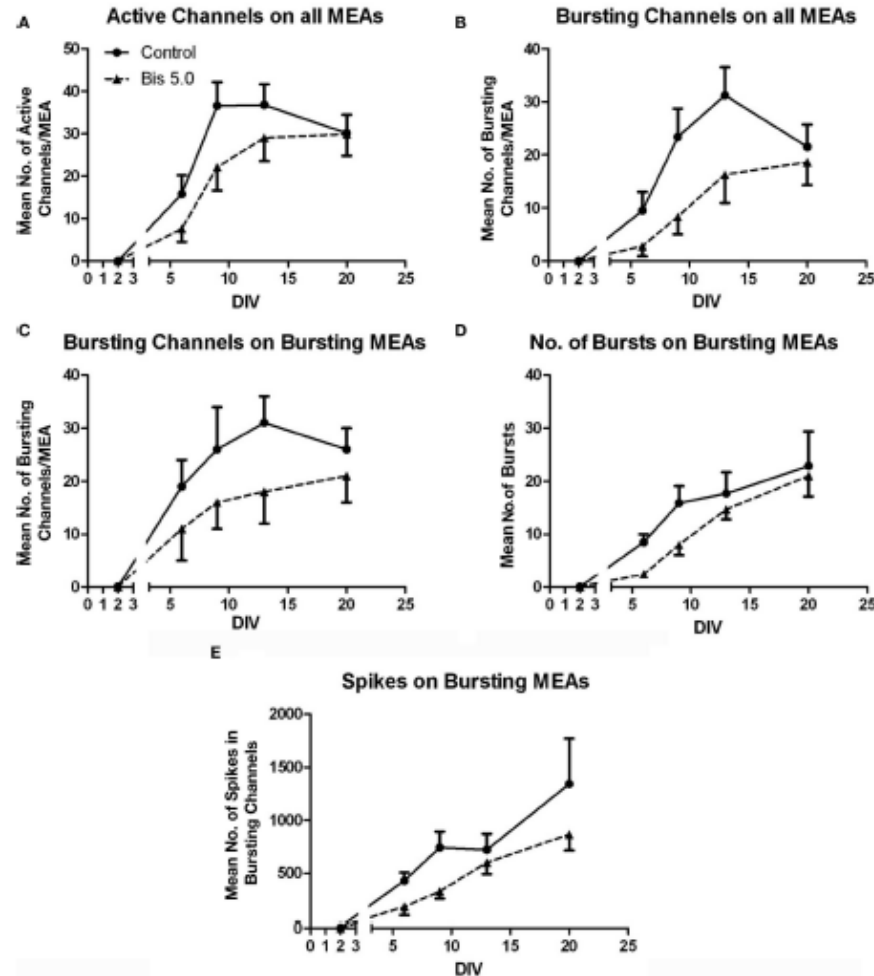 A
Active Channels on all MEAs
Control
Bis 5.0
Mean No. of Active
Channels/MEA
50
40
30
20
10
0
0 1 2 3 5 10 15 20 25
DIV
B
Bursting Channels on all MEAs
Mean No. of Bursting
Channels/MEA
40
30
20
10
0
0 1 2 3 5 10 15 20 25
DIV
C
Bursting Channels on Bursting MEAs
Mean No. of Bursting
Channels/MEA
40
30
20
10
0
0 1 2 3 5 10 15 20 25
DIV
D
No. of Bursts on Bursting MEAs
Mean No.of Bursts
40
30
20
10
0
0 1 2 3 5 10 15 20 25
DIV
E
Spikes on Bursting MEAs
Mean No. of Spikes in
Bursting Channels
2000
1500
1000
500
0
0 1 2 3 5 10 15 20 25
DIV